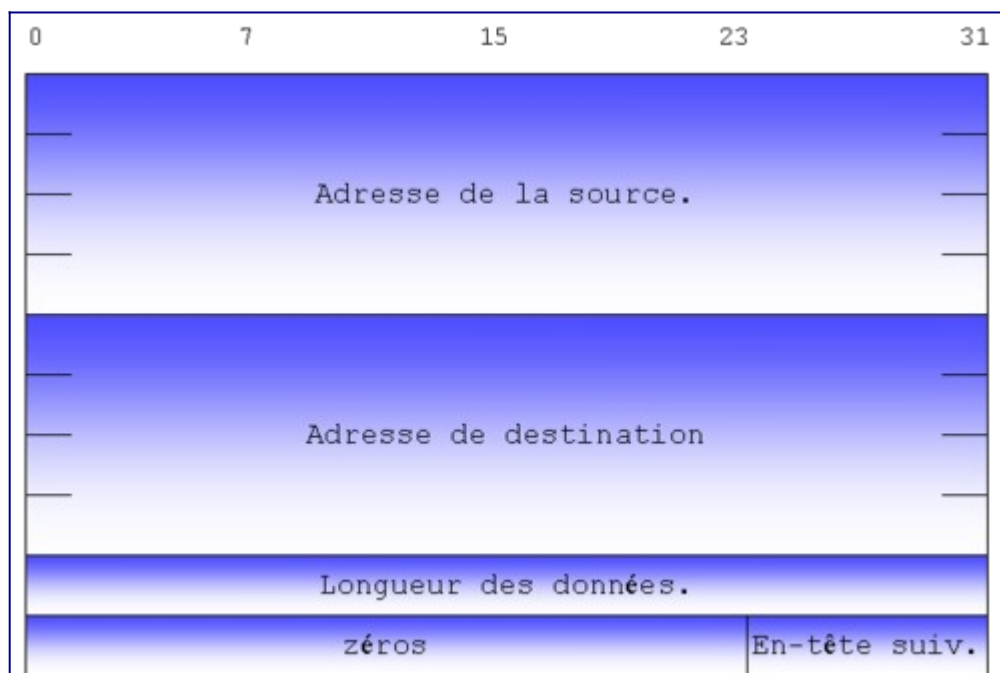 0 7 15 23 31
Adresse de la source.
Adresse de destination
Longueur des données.
zéros En-tête suiv.